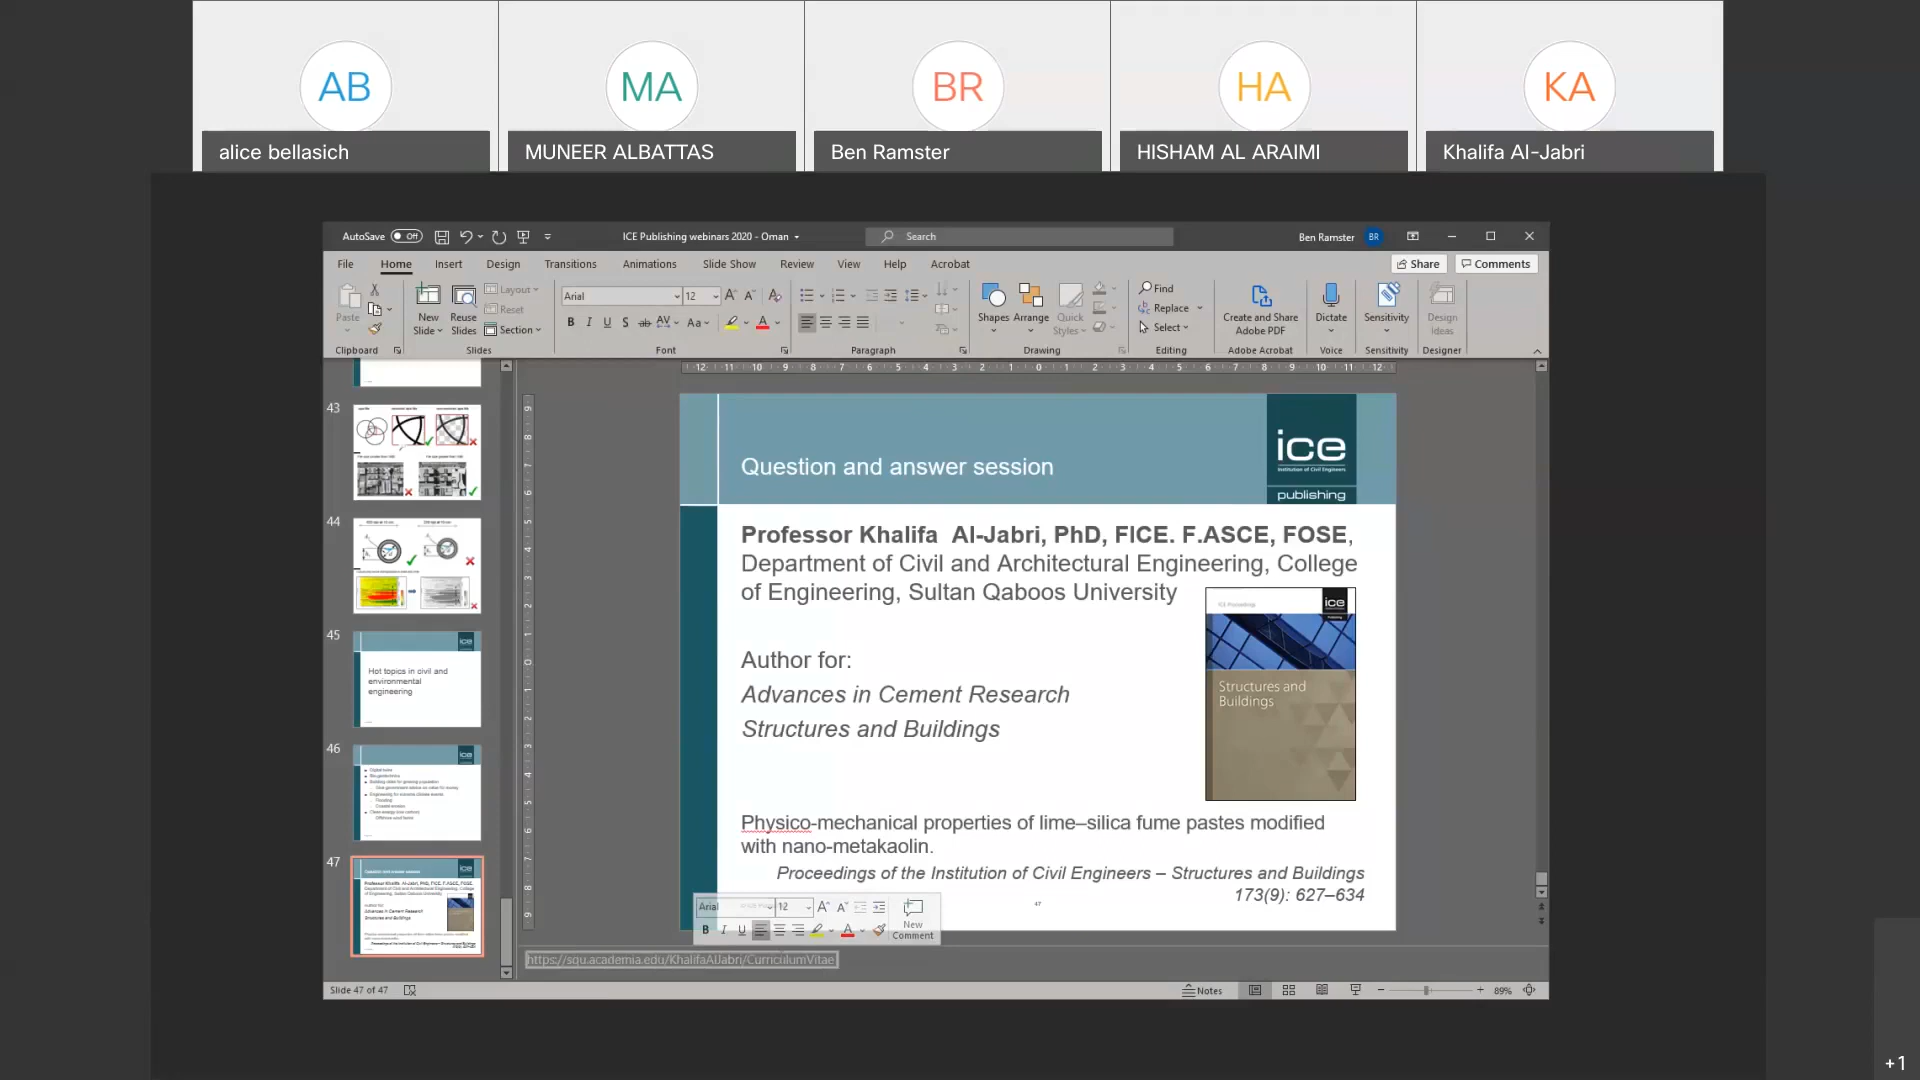 AB
MA
BR
HA
KA
alice bellasich
MUNEER ALBATTAS
Ben Ramster
HISHAM AL ARAIMI
Khalifa Al-Jabri
AutoSave Off
ICE Publishing webinars 2020 - Oman
Search
Ben Ramster BR
File Home Insert Design Transitions Animations Slide Show Review View Help Acrobat
Share Comments
Paste
New Slide
Reuse Slides
Layout
Reset
Section
Arial 12
Shapes Arrange Quick Styles
Find
Replace
Select
Create and Share Adobe PDF
Dictate
Sensitivity
Design Ideas
Clipboard Slides Font Paragraph Drawing Editing Adobe Acrobat Voice Sensitivity Designer
43
44
45
Hot topics in civil and
environmental
engineering
46
47
Question and answer session
ice
Institution of Civil Engineers
publishing
Professor Khalifa  Al-Jabri, PhD, FICE. F.ASCE, FOSE,
Department of Civil and Architectural Engineering, College
of Engineering, Sultan Qaboos University
Author for:
Advances in Cement Research
Structures and Buildings
ice
Structures and
Buildings
Physico-mechanical properties of lime–silica fume pastes modified
with nano-metakaolin.
Proceedings of the Institution of Civil Engineers – Structures and Buildings
173(9): 627–634
47
Arial 12
New
Comment
https://squ.academia.edu/KhalifaAlJabri/CurriculumVitae
Slide 47 of 47
Notes
89%
+1